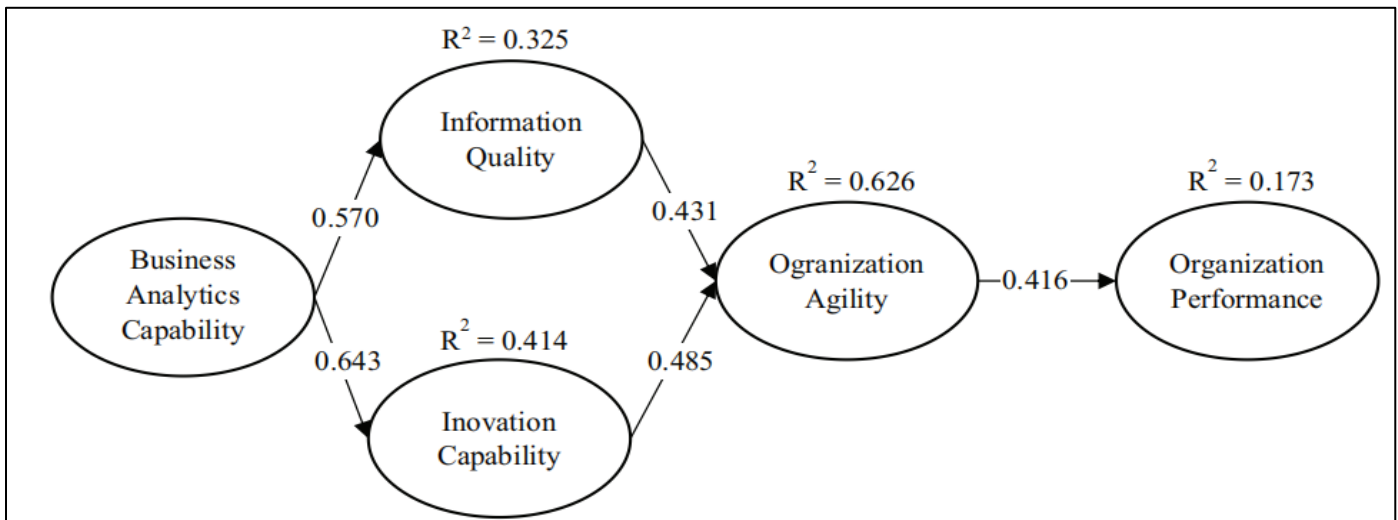 R² = 0.325
Information
Quality
0.570
0.431
Business
Analytics
Capability
R² = 0.626
Ogranization
Agility
0.416
R² = 0.173
Organization
Performance
0.643
R² = 0.414
0.485
Inovation
Capability